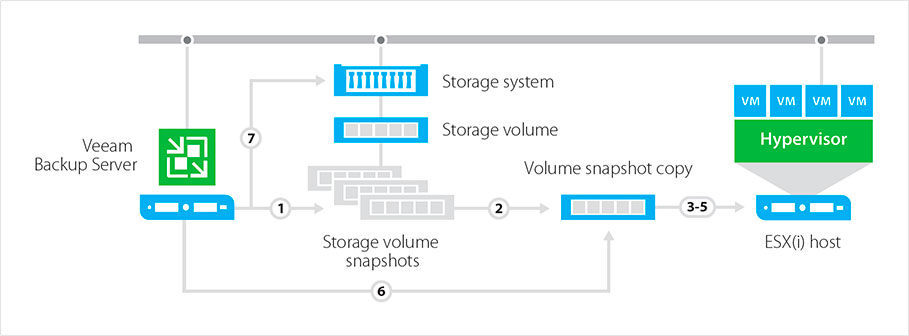 Storage system
VM VM VM VM
7
Storage volume
Hypervisor
Veeam
Backup Server
Volume snapshot copy
1
2
3-5
Storage volume
snapshots
ESX(i) host
6